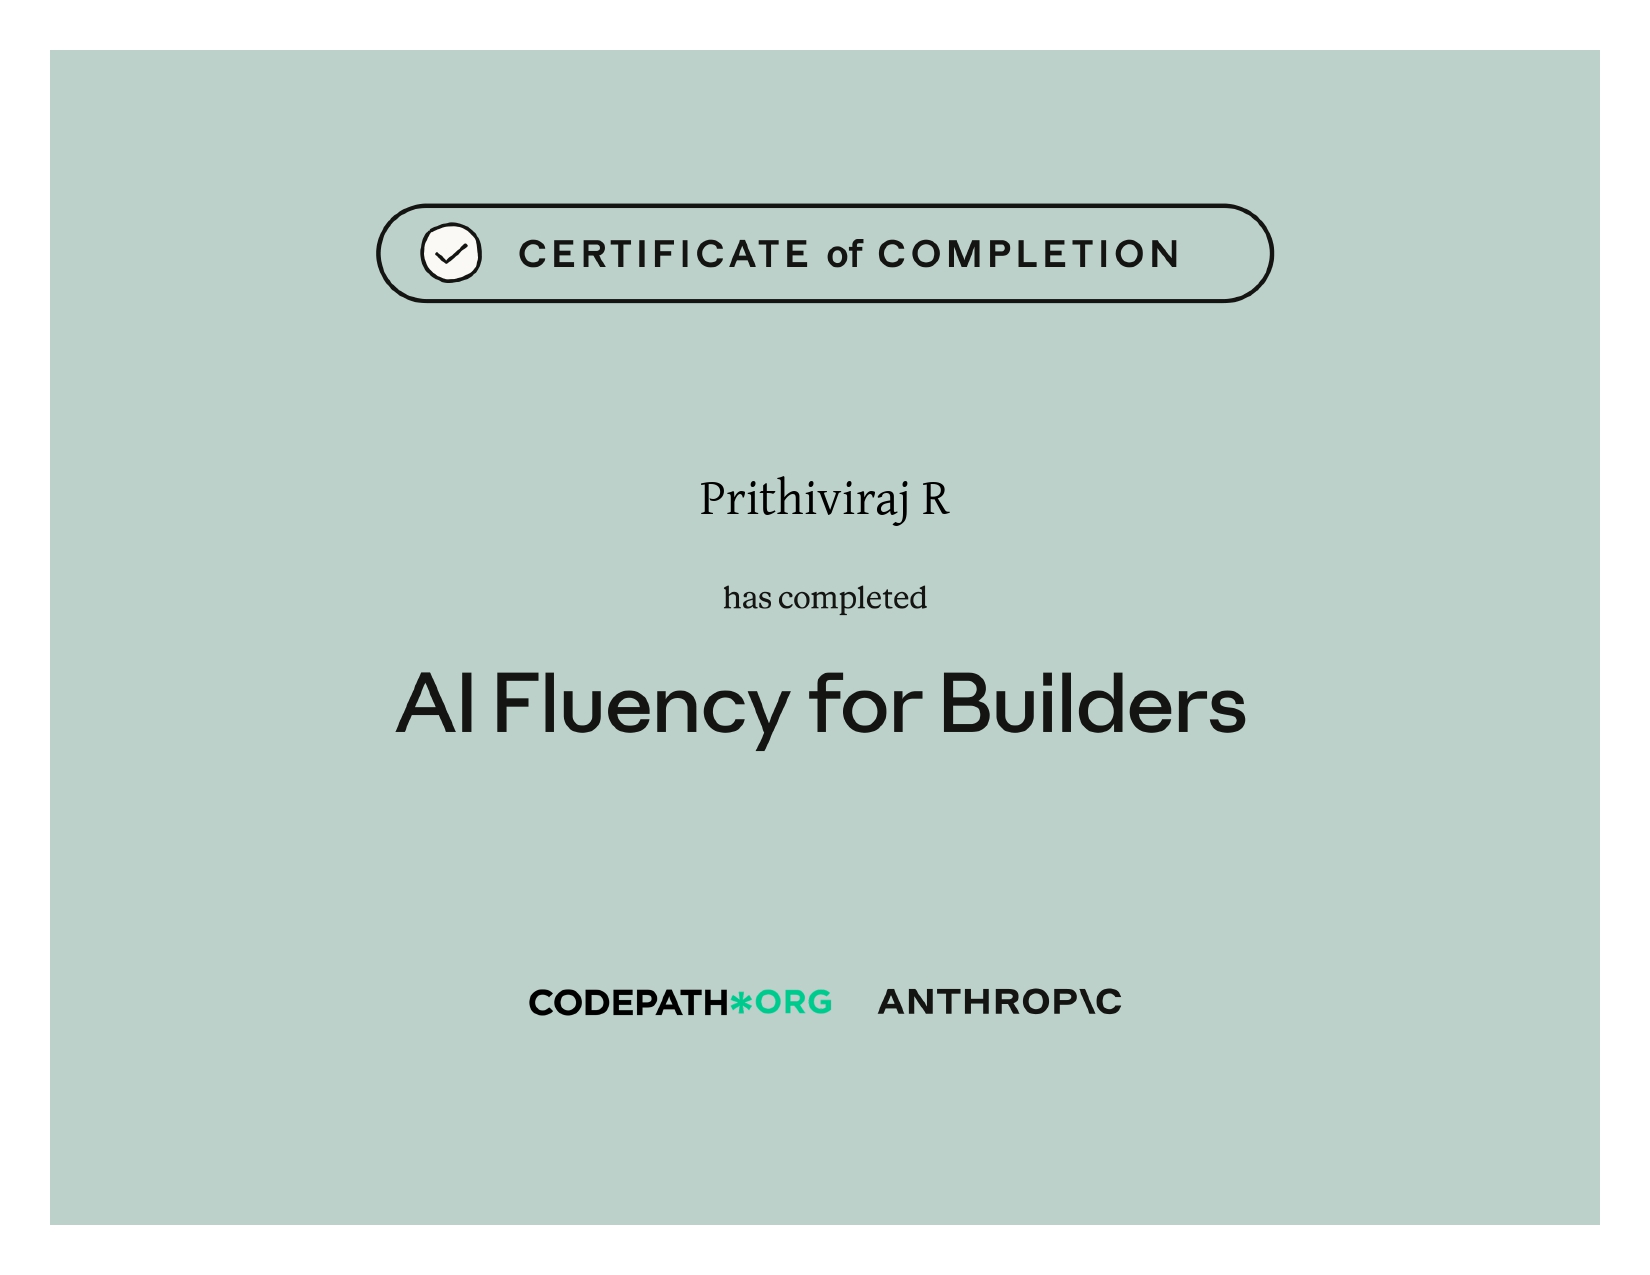 CERTIFICATE of COMPLETION
Prithiviraj R
has completed
AI Fluency for Builders
CODEPATH*ORG ANTHROP\C